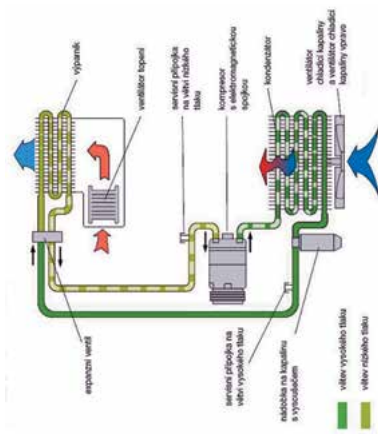 výparník
ventilátor topení
servisní přípojka
na větvi nízkého
tlaku
kompresor
s elektromagnetickou
spojkou
kondenzátor
ventilátor
chladicí kapaliny
a ventilátor chladicí
kapaliny vpravo
expanzní ventil
servisní přípojka na
větvi vysokého tlaku
nádobka na kapalinu
s vysoušečem
větev vysokého tlaku
větev nízkého tlaku